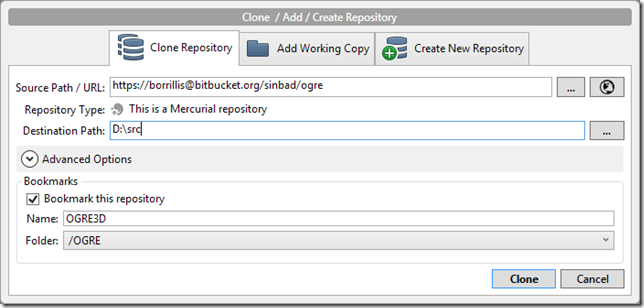 Clone / Add / Create Repository
Clone Repository
Add Working Copy
Create New Repository
Source Path / URL: https://borrillis@bitbucket.org/sinbad/ogre ...
Repository Type: This is a Mercurial repository
Destination Path: D:\src ...
Advanced Options
Bookmarks
Bookmark this repository
Name: OGRE3D
Folder: /OGRE
Clone Cancel